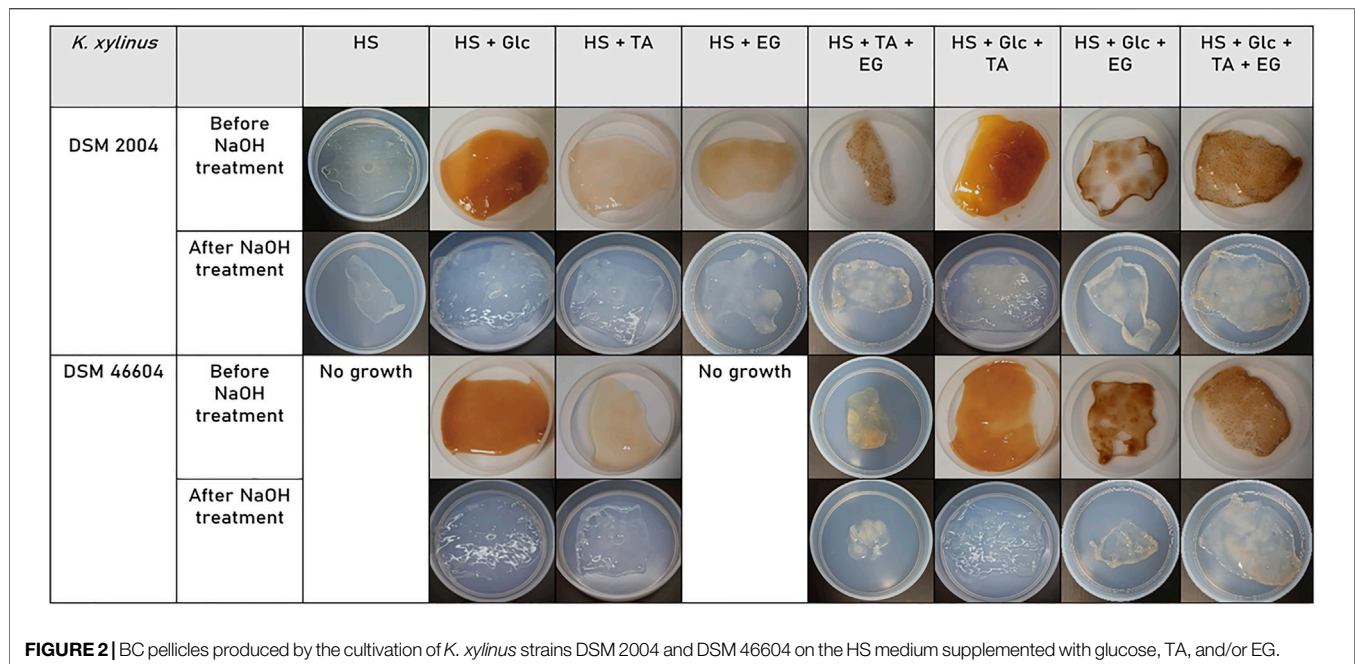 K. xylinus HS HS + Glc HS + TA HS + EG HS + TA + EG HS + Glc + TA HS + Glc + EG HS + Glc + TA + EG
DSM 2004 Before NaOH treatment
After NaOH treatment
DSM 46604 Before NaOH treatment No growth No growth
After NaOH treatment
FIGURE 2 | BC pellicles produced by the cultivation of K. xylinus strains DSM 2004 and DSM 46604 on the HS medium supplemented with glucose, TA, and/or EG.